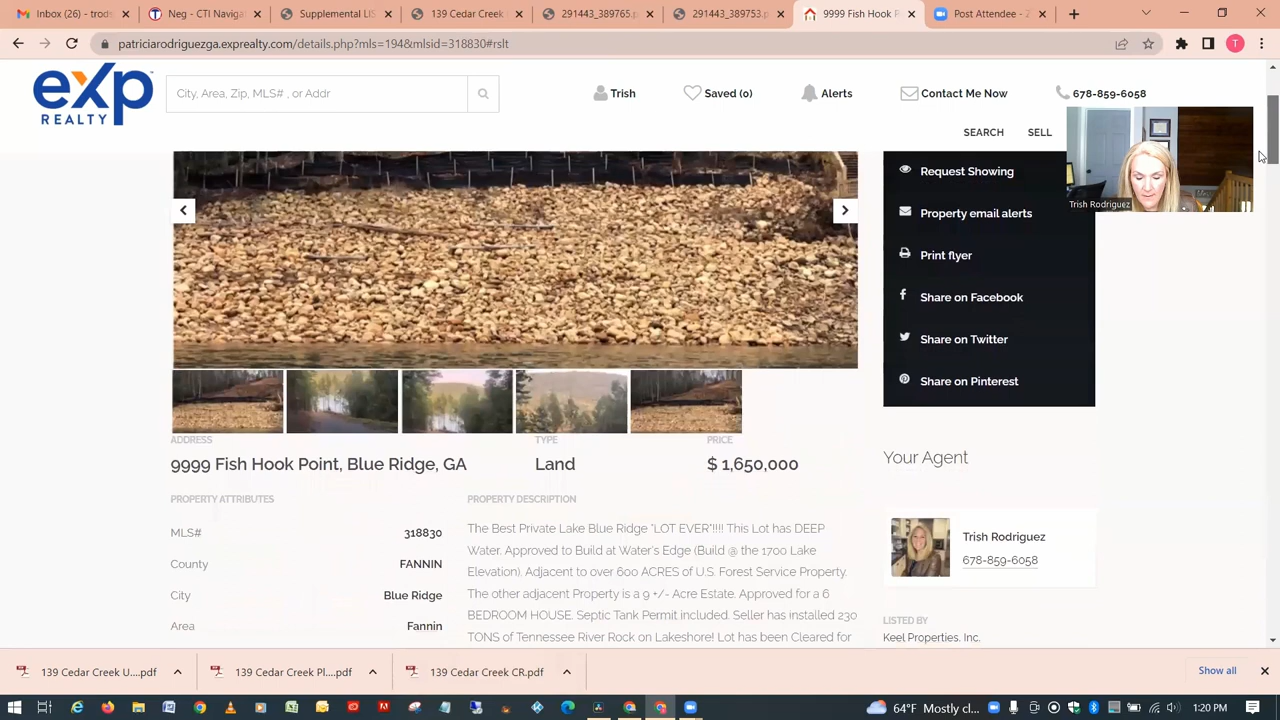 Inbox (26) - trods
Neg - CTI Navigat
Supplemental LIS
139 Cedar Creek
291443_389765.p
291443_389753.p
9999 Fish Hook P
Post Attendee - Z
patriciarodriguezga.exprealty.com/details.php?mls=194&mlsid=318830#rslt
T
eXp
REALTY
City, Area, Zip, MLS# , or Addr
Trish
Saved (0)
Alerts
Contact Me Now
678-859-6058
SEARCH
SELL
Trish Rodriguez
Request Showing
Property email alerts
Print flyer
Share on Facebook
Share on Twitter
Share on Pinterest
ADDRESS
TYPE
PRICE
9999 Fish Hook Point, Blue Ridge, GA
Land
$ 1,650,000
Your Agent
Trish Rodriguez
678-859-6058
LISTED BY
Keel Properties, Inc.
PROPERTY ATTRIBUTES
MLS# 318830
County FANNIN
City Blue Ridge
Area Fannin
PROPERTY DESCRIPTION
The Best Private Lake Blue Ridge "LOT EVER"!!!! This Lot has DEEP
Water. Approved to Build at Water's Edge (Build @ the 1700 Lake
Elevation). Adjacent to over 600 ACRES of U.S. Forest Service Property.
The other adjacent Property is a 9 +/- Acre Estate. Approved for a 6
BEDROOM HOUSE. Septic Tank Permit included. Seller has installed 230
TONS of Tennessee River Rock on Lakeshore! Lot has been Cleared for
139 Cedar Creek U....pdf
139 Cedar Creek Pl....pdf
139 Cedar Creek CR.pdf
Show all
64°F Mostly cl...
1:20 PM